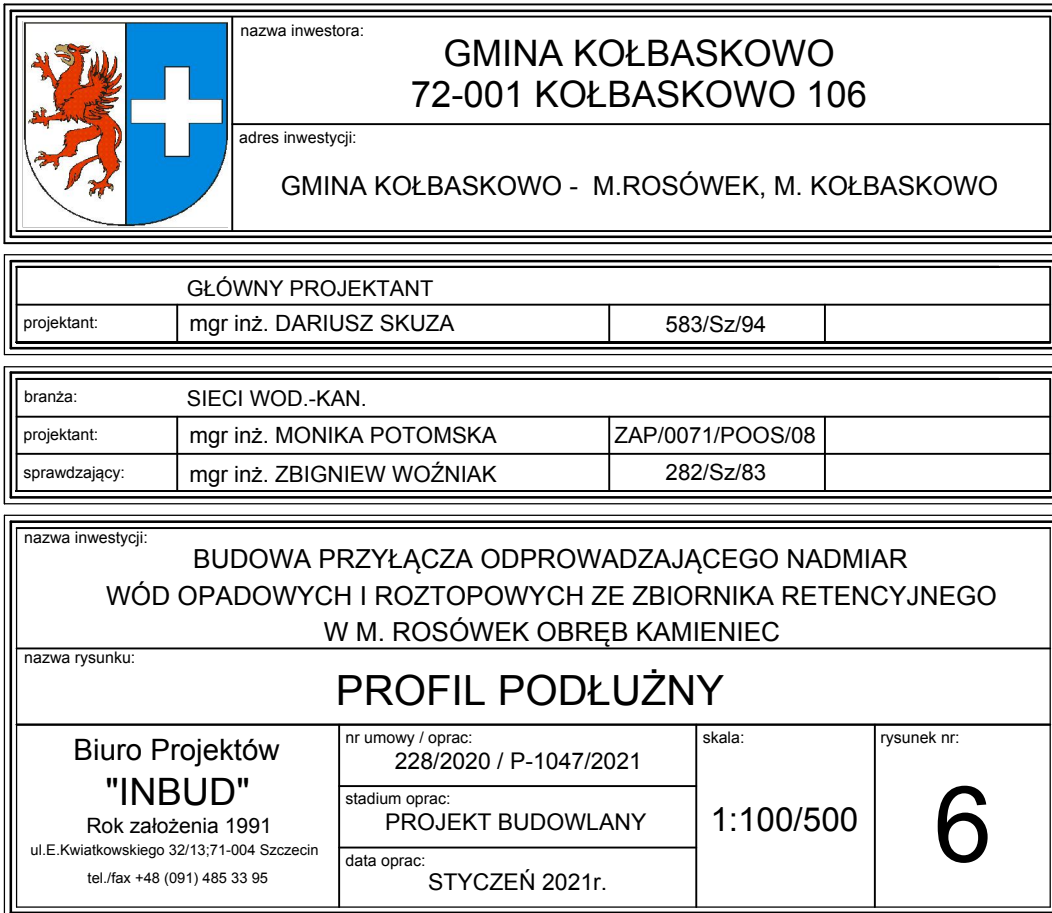 nazwa inwestora:
GMINA KOŁBASKOWO
72-001 KOŁBASKOWO 106
adres inwestycji:
GMINA KOŁBASKOWO - M.ROSÓWEK, M. KOŁBASKOWO
GŁÓWNY PROJEKTANT
projektant: mgr inż. DARIUSZ SKUZA 583/Sz/94
branża: SIECI WOD.-KAN.
projektant: mgr inż. MONIKA POTOMSKA ZAP/0071/POOS/08
sprawdzający: mgr inż. ZBIGNIEW WOŹNIAK 282/Sz/83
nazwa inwestycji:
BUDOWA PRZYŁĄCZA ODPROWADZAJĄCEGO NADMIAR
WÓD OPADOWYCH I ROZTOPOWYCH ZE ZBIORNIKA RETENCYJNEGO
W M. ROSÓWEK OBRĘB KAMIENIEC
nazwa rysunku:
PROFIL PODŁUŻNY
Biuro Projektów
"INBUD"
Rok założenia 1991
ul.E.Kwiatkowskiego 32/13;71-004 Szczecin
tel./fax +48 (091) 485 33 95
nr umowy / oprac:
228/2020 / P-1047/2021
stadium oprac:
PROJEKT BUDOWLANY
data oprac:
STYCZEŃ 2021r.
skala:
1:100/500
rysunek nr:
6